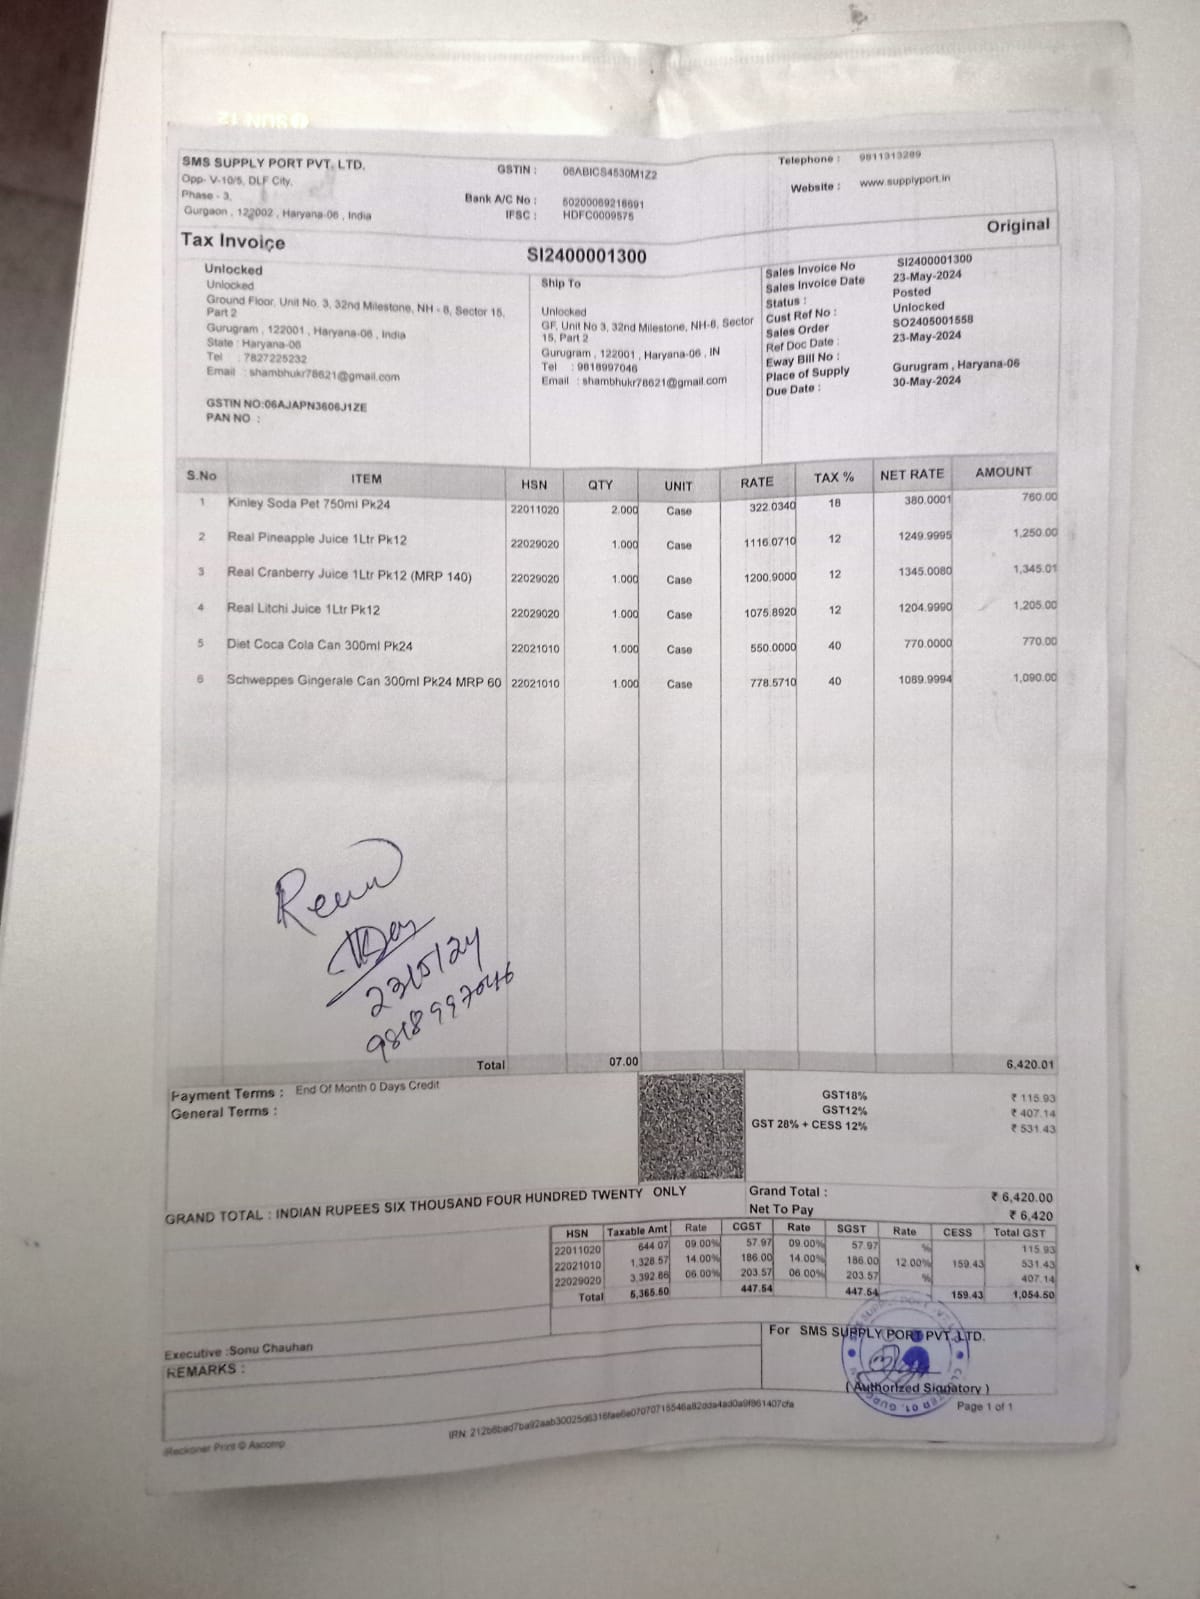 SMS SUPPLY PORT PVT. LTD.
Opp- V-10/5, DLF City,
Phase - 3,
Gurgaon , 122002 , Haryana-06 , India
GSTIN : 06ABICS4530M1Z2
Bank A/C No : 50200069216691
IFSC : HDFC0009576
Telephone : 9811313289
Website : www.supplyport.in
Tax Invoice
SI2400001300
Original
Unlocked
Unlocked
Ground Floor, Unit No. 3, 32nd Milestone, NH - 8, Sector 15,
Part 2
Gurugram , 122001 , Haryana-06 , India
State : Haryana-06
Tel : 7827225232
Email : shambhukr78621@gmail.com
GSTIN NO:06AJAPN3606J1ZE
PAN NO :
Ship To
Unlocked
GF, Unit No 3, 32nd Milestone, NH-8, Sector
15, Part 2
Gurugram , 122001 , Haryana-06 , IN
Tel : 9818997046
Email : shambhukr78621@gmail.com
Sales Invoice No SI2400001300
Sales Invoice Date 23-May-2024
Status : Posted
Cust Ref No : Unlocked
Sales Order SO2405001558
Ref Doc Date : 23-May-2024
Eway Bill No :
Place of Supply Gurugram , Haryana-06
Due Date : 30-May-2024
S.No ITEM HSN QTY UNIT RATE TAX % NET RATE AMOUNT
1 Kinley Soda Pet 750ml Pk24 22011020 2.000 Case 322.0340 18 380.0001 760.00
2 Real Pineapple Juice 1Ltr Pk12 22029020 1.000 Case 1116.0710 12 1249.9995 1,250.00
3 Real Cranberry Juice 1Ltr Pk12 (MRP 140) 22029020 1.000 Case 1200.9000 12 1345.0080 1,345.01
4 Real Litchi Juice 1Ltr Pk12 22029020 1.000 Case 1075.8920 12 1204.9990 1,205.00
5 Diet Coca Cola Can 300ml Pk24 22021010 1.000 Case 550.0000 40 770.0000 770.00
6 Schweppes Gingerale Can 300ml Pk24 MRP 60 22021010 1.000 Case 778.5710 40 1089.9994 1,090.00
23/5/24
9818997046
Total 07.00 6,420.01
Payment Terms : End Of Month 0 Days Credit
General Terms :
GST18% ₹ 115.93
GST12% ₹ 407.14
GST 28% + CESS 12% ₹ 531.43
GRAND TOTAL : INDIAN RUPEES SIX THOUSAND FOUR HUNDRED TWENTY ONLY
Grand Total : ₹ 6,420.00
Net To Pay ₹ 6,420
HSN Taxable Amt Rate CGST Rate SGST Rate CESS Total GST
22011020 644.07 09.00% 57.97 09.00% 57.97 % 115.93
22021010 1,328.57 14.00% 186.00 14.00% 186.00 12.00% 159.43 531.43
22029020 3,392.86 06.00% 203.57 06.00% 203.57 % 407.14
Total 5,365.50 447.54 447.54 159.43 1,054.50
For SMS SUPPLY PORT PVT. LTD.
(Authorized Signatory )
Executive :Sonu Chauhan
REMARKS :
Page 1 of 1
iReckoner Print © Ascomp